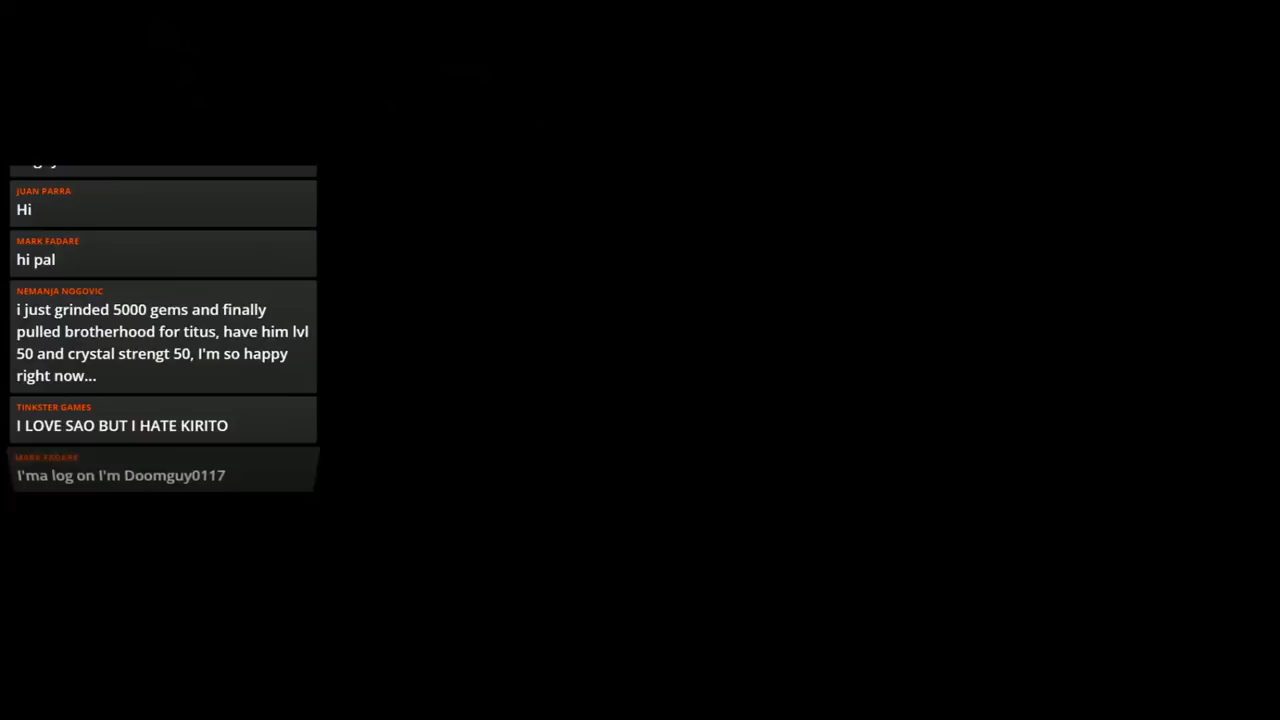 JUAN PARRA
Hi
MARK FADARE
hi pal
NEMANJA NOGOVIC
i just grinded 5000 gems and finally
pulled brotherhood for titus, have him lvl
50 and crystal strengt 50, I'm so happy
right now...
TINKSTER GAMES
I LOVE SAO BUT I HATE KIRITO
MARK FADARE
I'ma log on I'm Doomguy0117